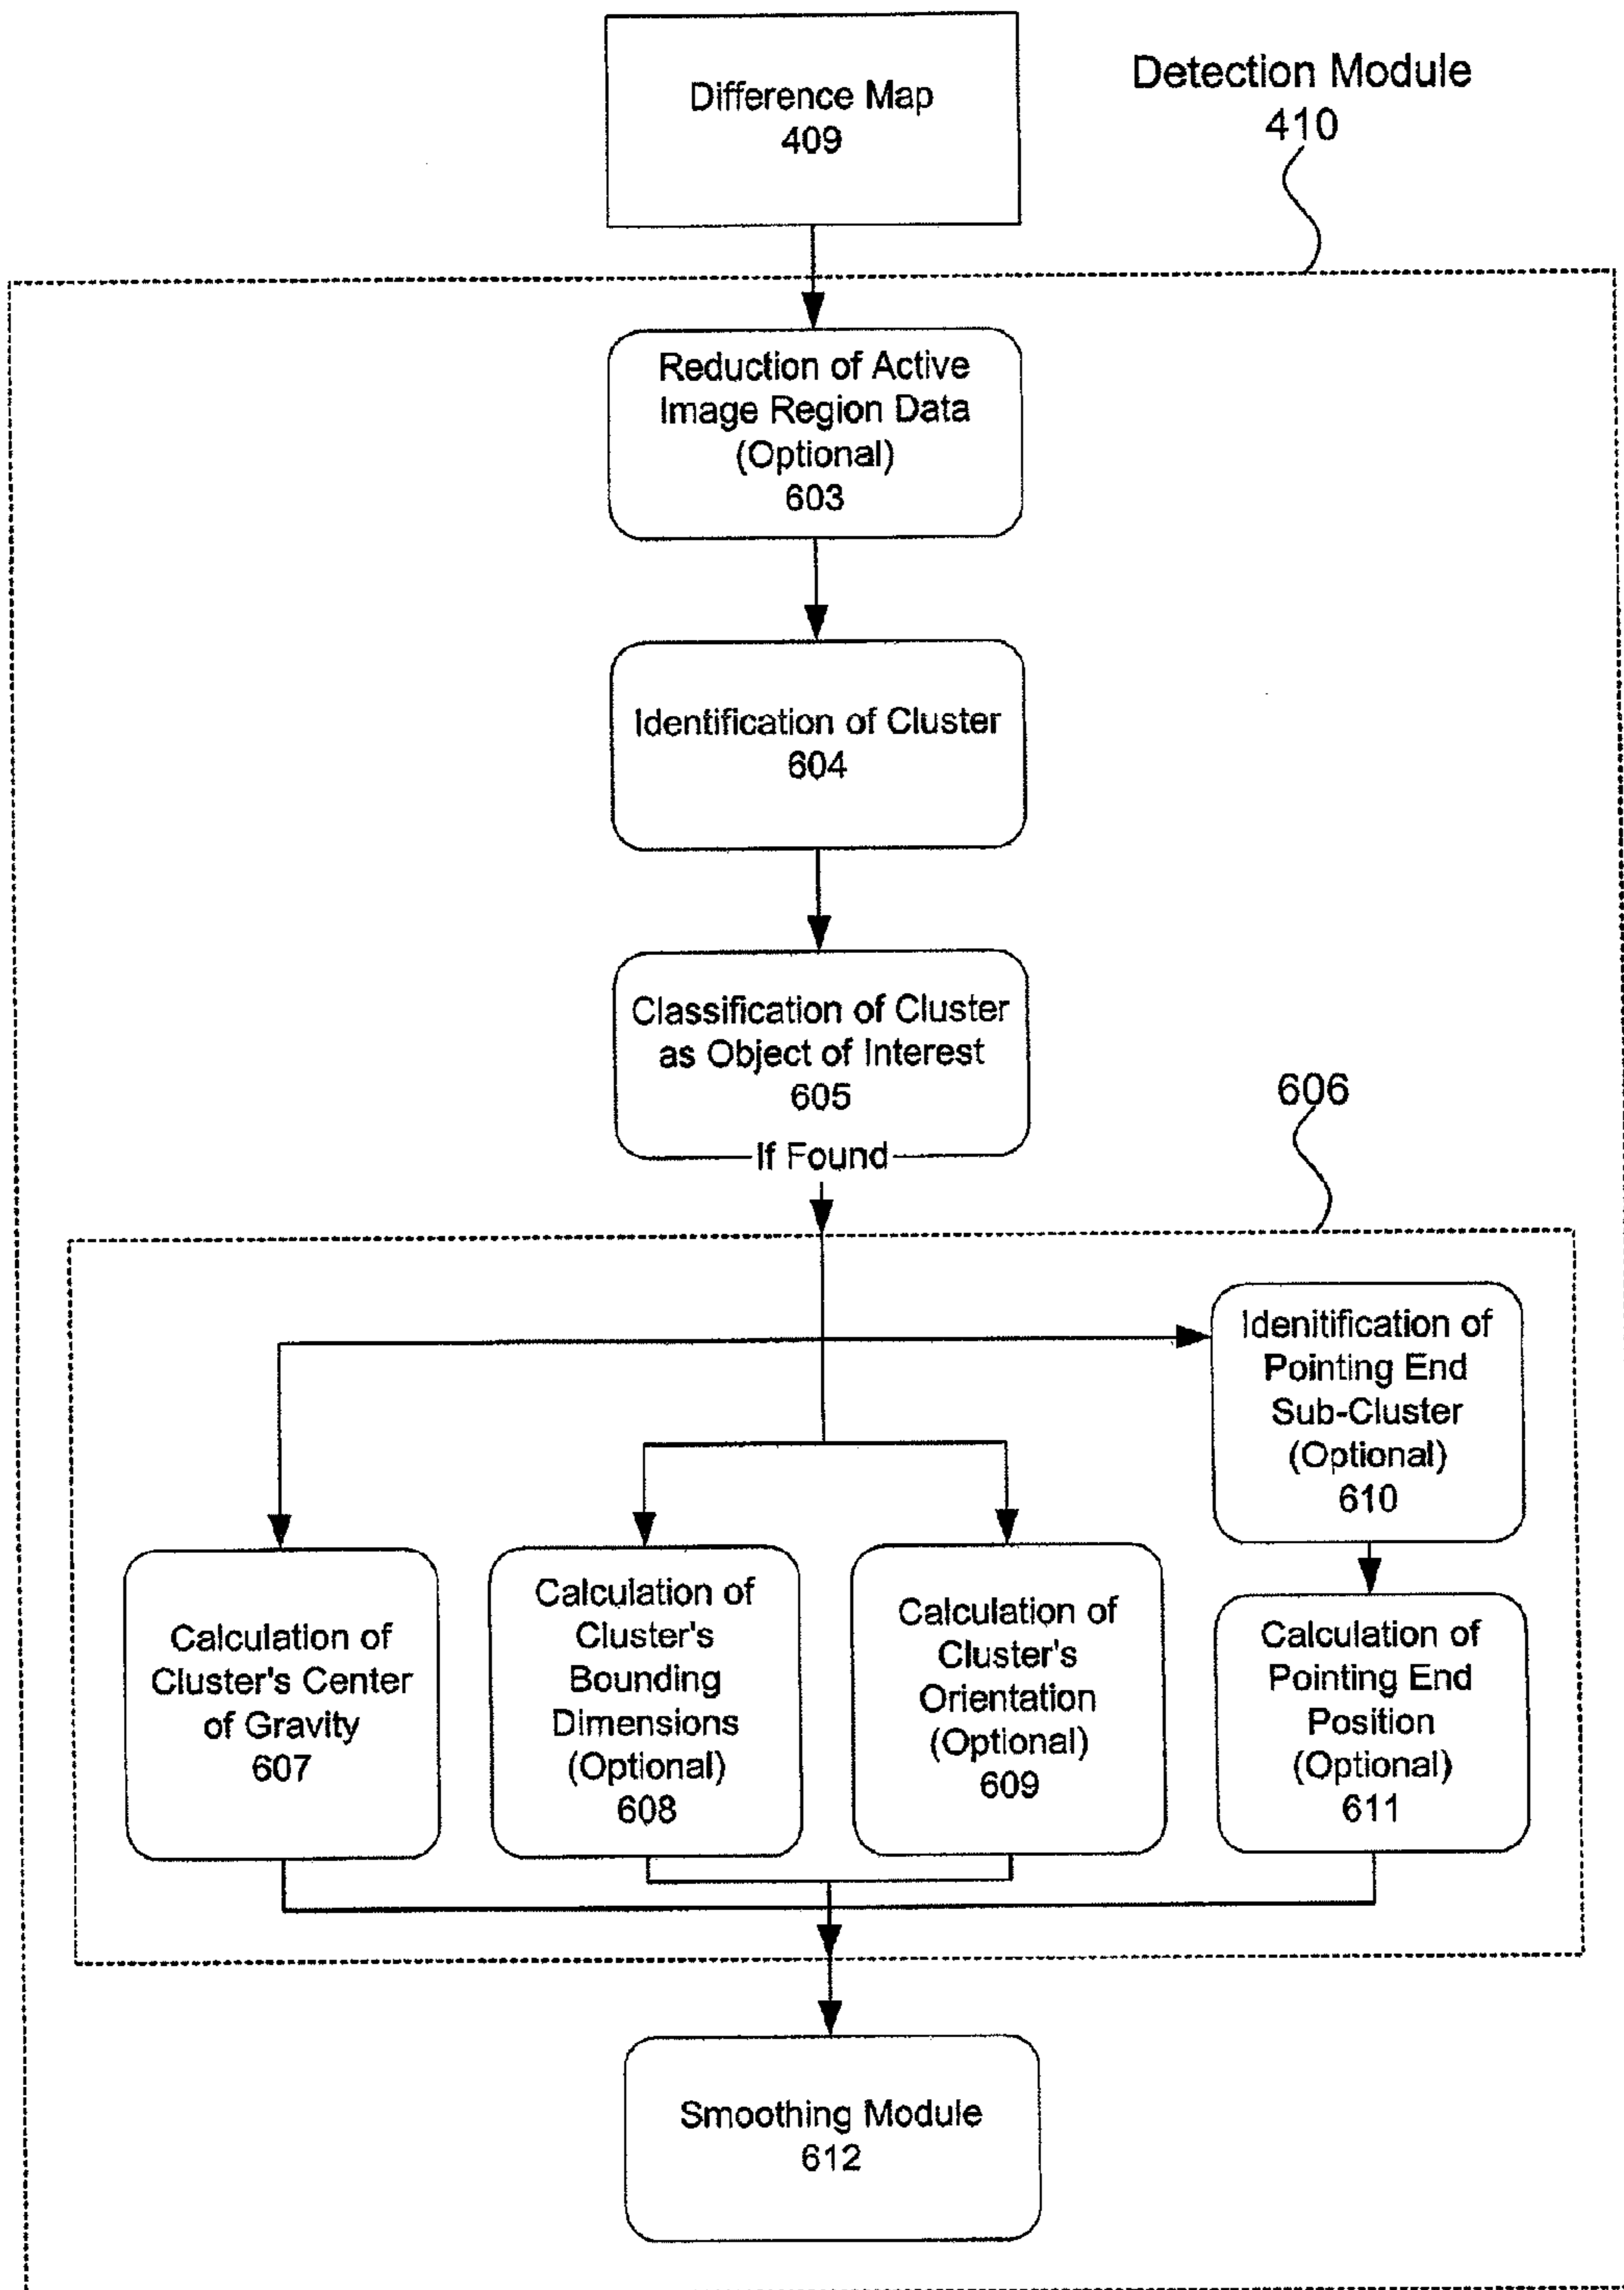 Difference Map
409
Detection Module
410
Reduction of Active
Image Region Data
(Optional)
603
Identification of Cluster
604
Classification of Cluster
as Object of Interest
605
If Found
606
Idenitification of
Pointing End
Sub-Cluster
(Optional)
610
Calculation of
Cluster's Center
of Gravity
607
Calculation of
Cluster's
Bounding
Dimensions
(Optional)
608
Calculation of
Cluster's
Orientation
(Optional)
609
Calculation of
Pointing End
Position
(Optional)
611
Smoothing Module
612